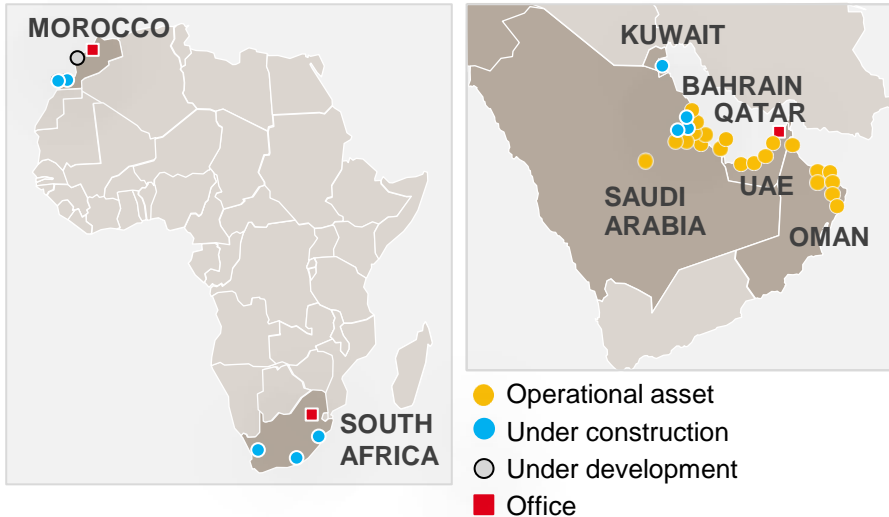 MOROCCO
SOUTH
AFRICA
KUWAIT
BAHRAIN
QATAR
SAUDI
ARABIA
UAE
OMAN
Operational asset
Under construction
Under development
Office